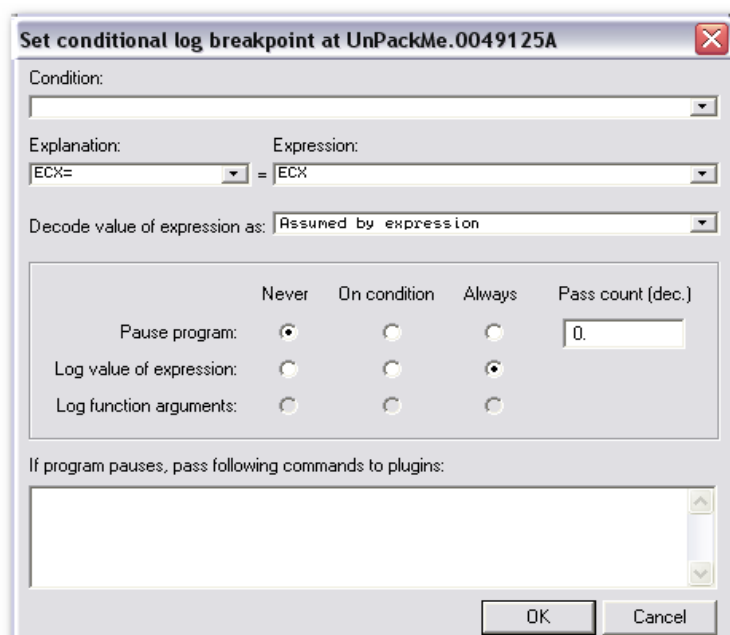 Set conditional log breakpoint at UnPackMe.0049125A
Condition:
Explanation: Expression:
ECX= = ECX
Decode value of expression as: Assumed by expression
Never On condition Always Pass count (dec.)
Pause program: 0.
Log value of expression:
Log function arguments:
If program pauses, pass following commands to plugins:
OK Cancel